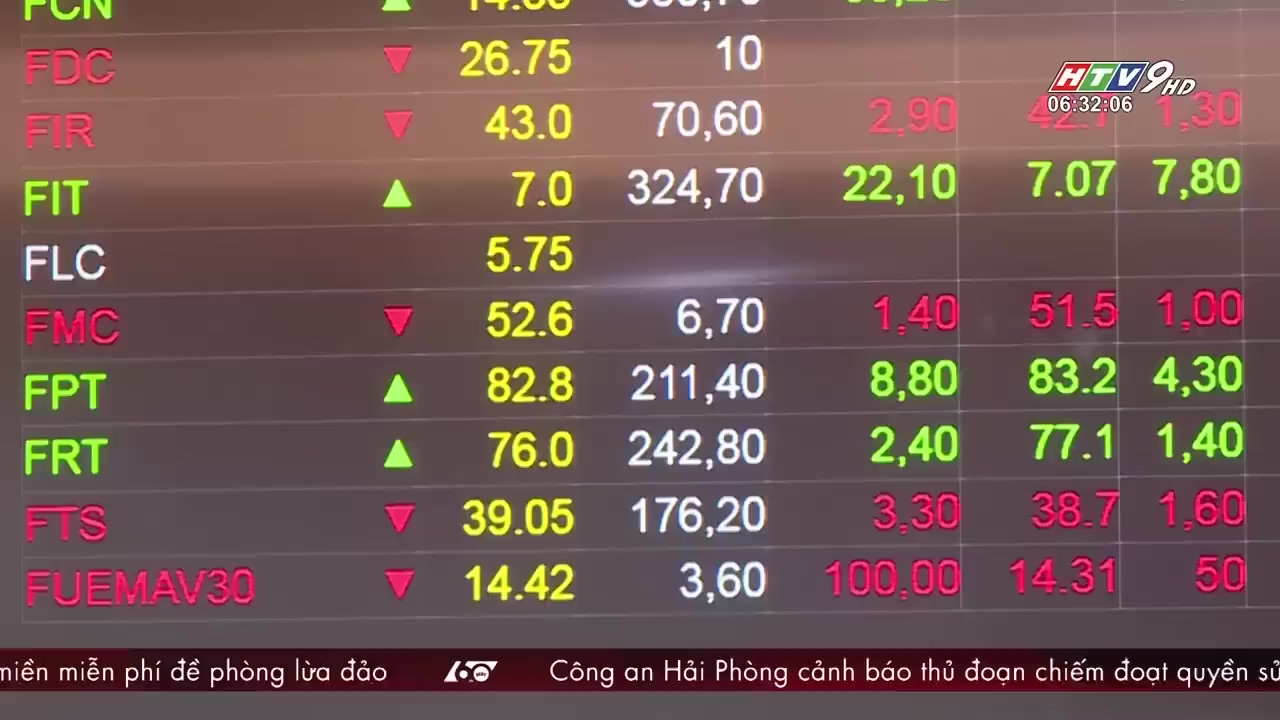 FCN
FDC 26.75 10
FIR 43.0 70,60 2,90 42.7 1,30
FIT 7.0 324,70 22,10 7.07 7,80
FLC 5.75
FMC 52.6 6,70 1,40 51.5 1,00
FPT 82.8 211,40 8,80 83.2 4,30
FRT 76.0 242,80 2,40 77.1 1,40
FTS 39.05 176,20 3,30 38.7 1,60
FUEMAV30 14.42 3,60 100,00 14.31 50
HTV9 HD
06:32:06
miền miễn phí đề phòng lừa đảo 60 giây Công an Hải Phòng cảnh báo thủ đoạn chiếm đoạt quyền